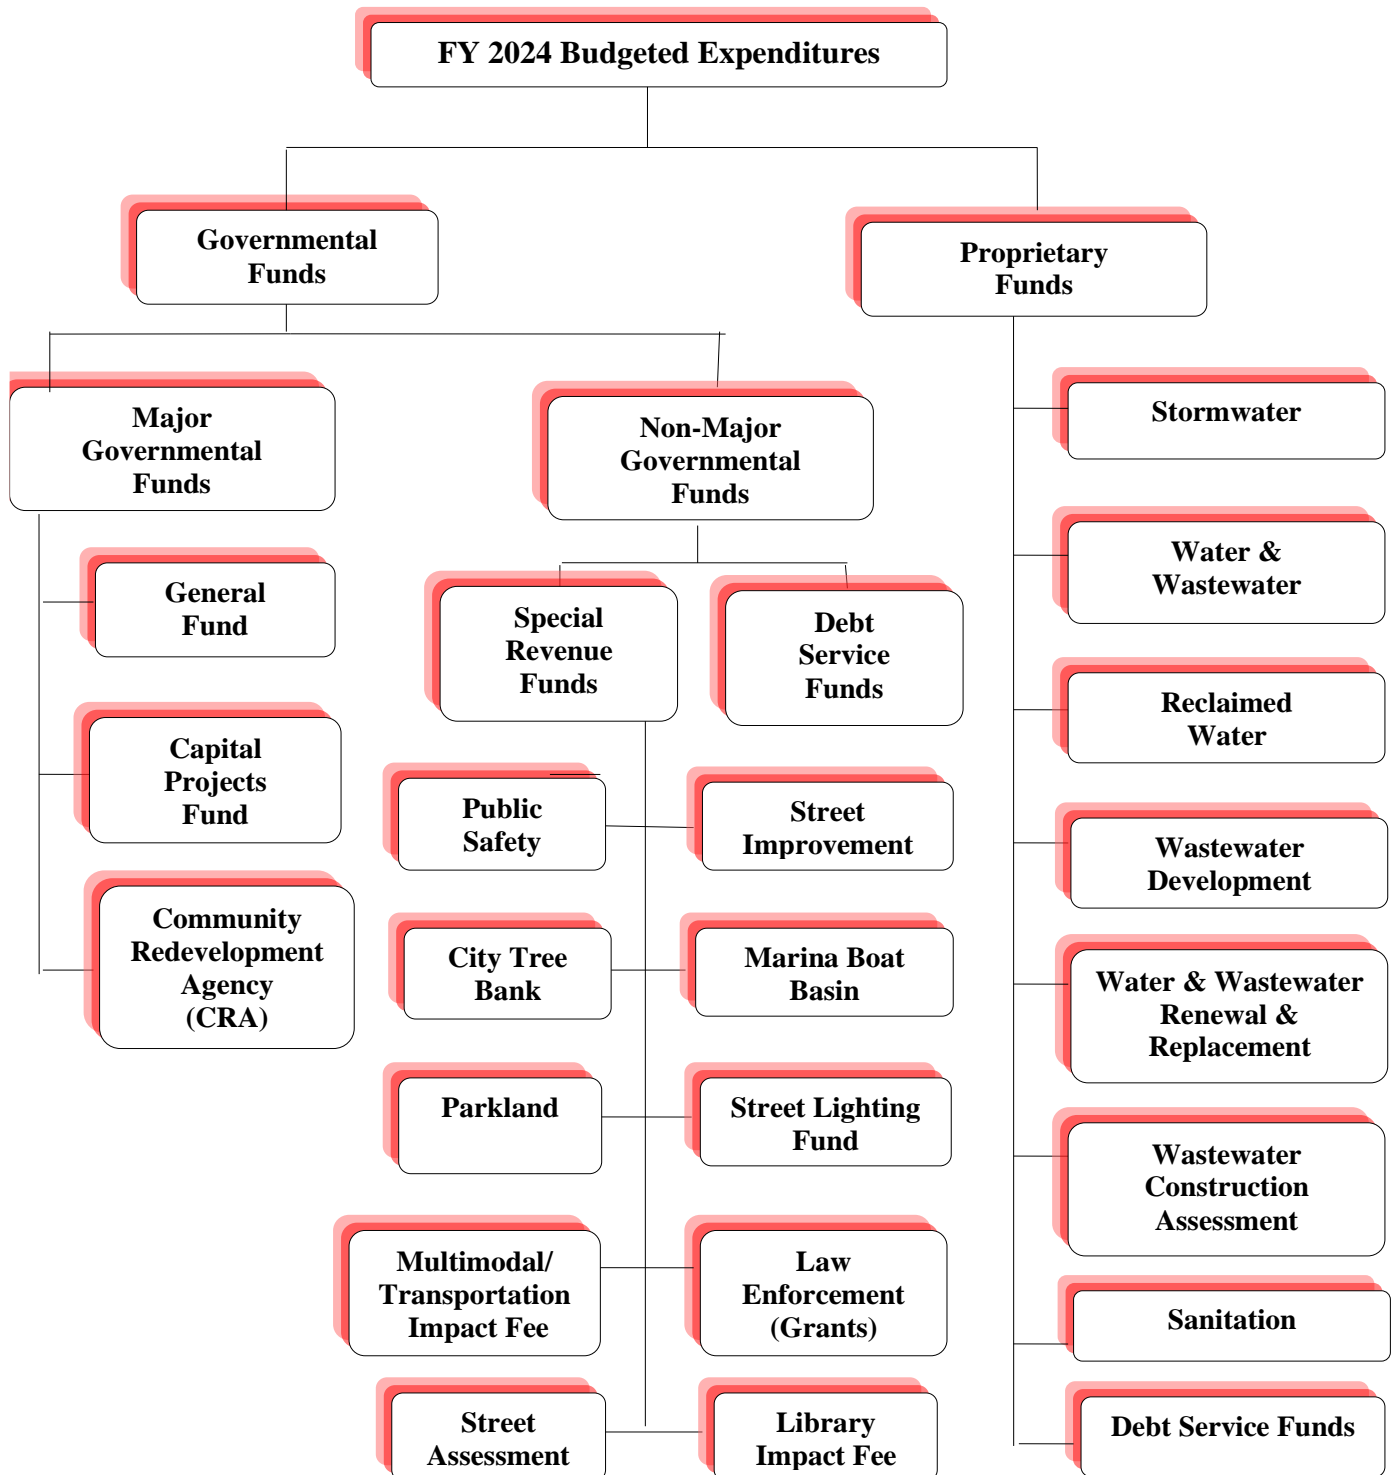 FY 2024 Budgeted Expenditures
Governmental
Funds
Proprietary
Funds
Major
Governmental
Funds
General
Fund
Capital
Projects
Fund
Community
Redevelopment
Agency
(CRA)
Non-Major
Governmental
Funds
Special
Revenue
Funds
Debt
Service
Funds
Public
Safety
Street
Improvement
City Tree
Bank
Marina Boat
Basin
Parkland
Street Lighting
Fund
Multimodal/
Transportation
Impact Fee
Law
Enforcement
(Grants)
Street
Assessment
Library
Impact Fee
Stormwater
Water &
Wastewater
Reclaimed
Water
Wastewater
Development
Water & Wastewater
Renewal &
Replacement
Wastewater
Construction
Assessment
Sanitation
Debt Service Funds